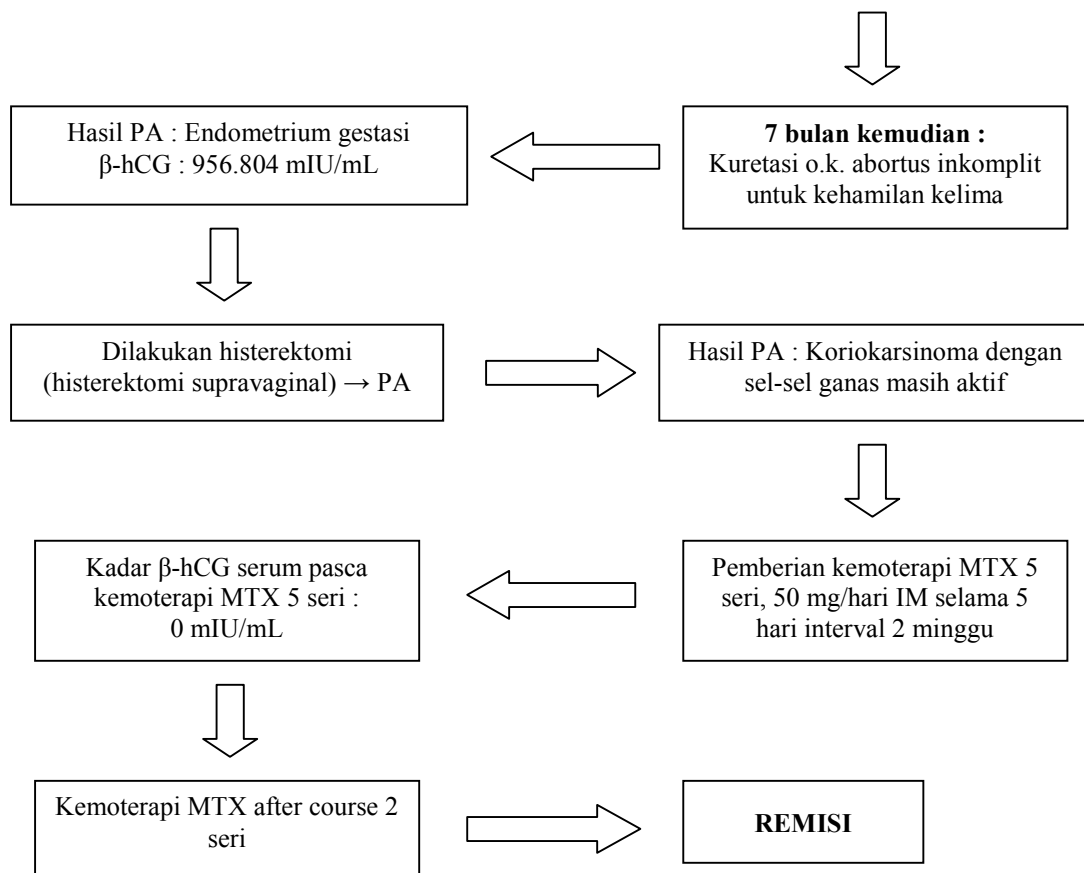 7 bulan kemudian :
Kuretasi o.k. abortus inkomplit
untuk kehamilan kelima
Hasil PA : Endometrium gestasi
β-hCG : 956.804 mIU/mL
Dilakukan histerektomi
(histerektomi supravaginal) → PA
Hasil PA : Koriokarsinoma dengan
sel-sel ganas masih aktif
Pemberian kemoterapi MTX 5
seri, 50 mg/hari IM selama 5
hari interval 2 minggu
Kadar β-hCG serum pasca
kemoterapi MTX 5 seri :
0 mIU/mL
Kemoterapi MTX after course 2
seri
REMISI